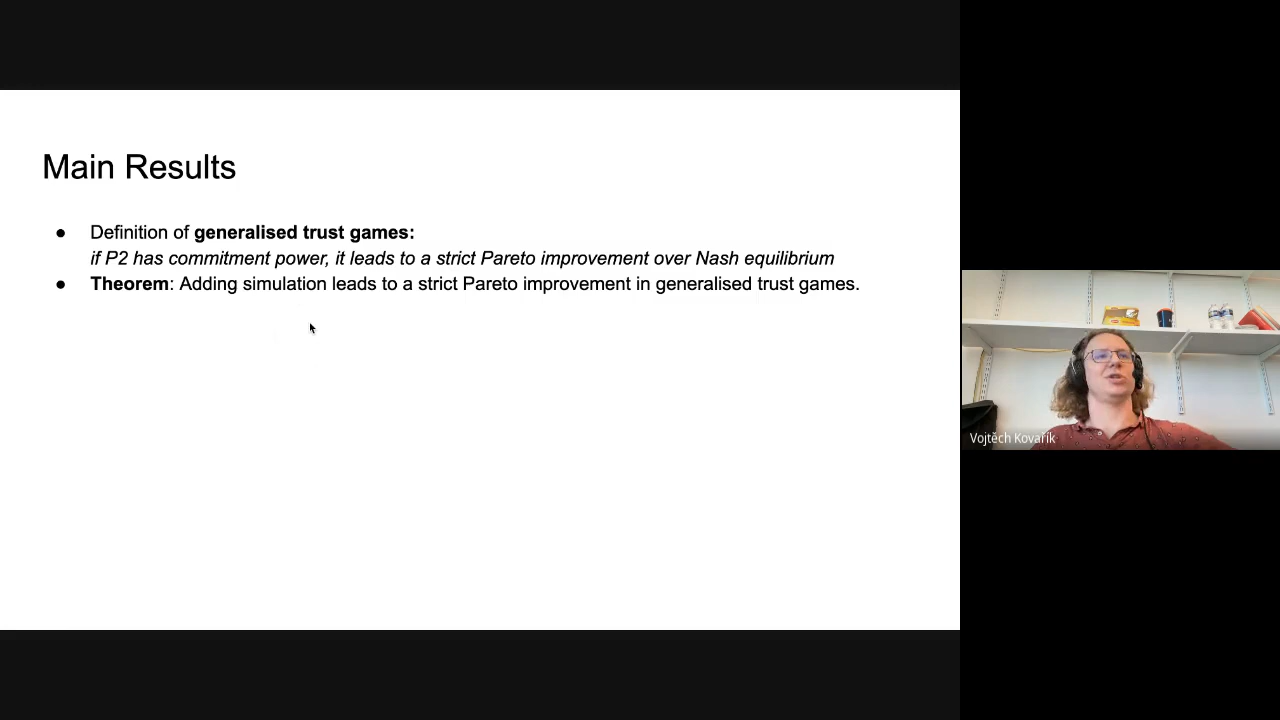 Main Results
● Definition of generalised trust games:
if P2 has commitment power, it leads to a strict Pareto improvement over Nash equilibrium
● Theorem: Adding simulation leads to a strict Pareto improvement in generalised trust games.
Vojtěch Kovařík